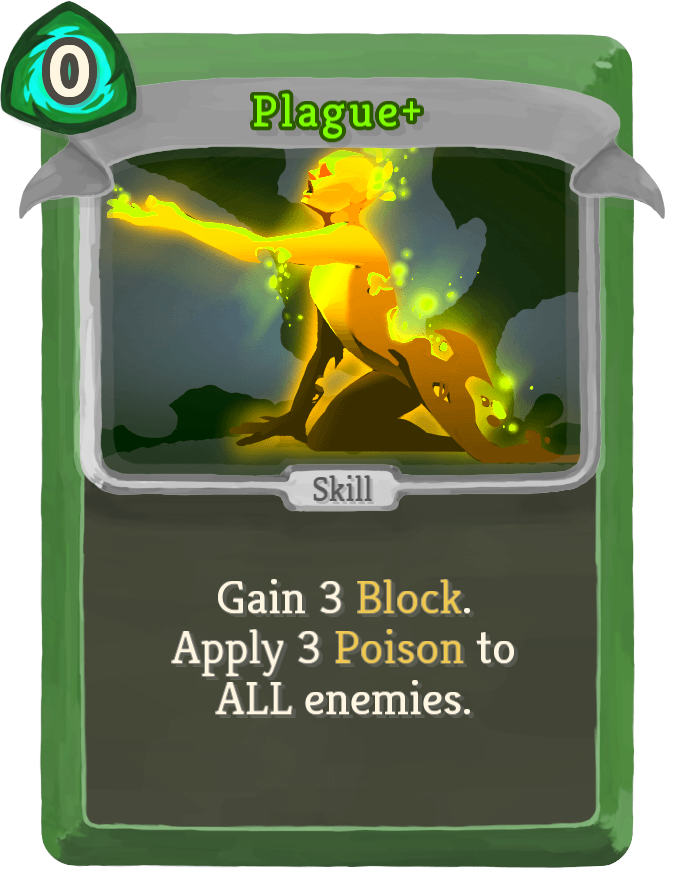 0
Plague+
Skill
Gain 3 Block.
Apply 3 Poison to
ALL enemies.